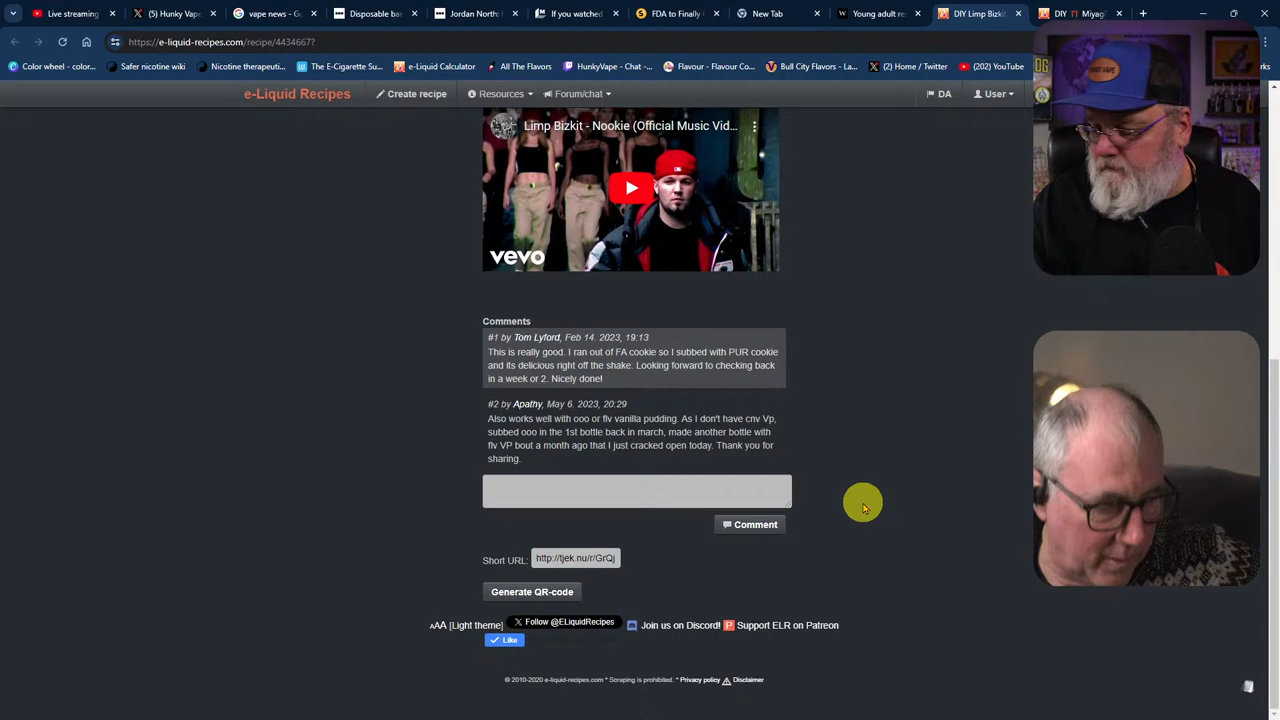 Live streaming
(5) Hunky Vape
vape news - Go
Disposable bar
Jordan North:
If you watched
FDA to Finally
New Tab
Young adult re
DIY Limp Bizkit
DIY Miyag
https://e-liquid-recipes.com/recipe/4434667?
Color wheel - color...
Safer nicotine wiki
Nicotine therapeuti...
The E-Cigarette Su...
e-Liquid Calculator
All The Flavors
HunkyVape - Chat -...
Flavour – Flavour Co...
Bull City Flavors - La...
(2) Home / Twitter
(202) YouTube
e-Liquid Recipes
Create recipe
Resources
Forum/chat
DA
User
Limp Bizkit - Nookie (Official Music Vid...
vevo
Comments
#1 by Tom Lyford, Feb 14. 2023, 19:13
This is really good. I ran out of FA cookie so I subbed with PUR cookie
and its delicious right off the shake. Looking forward to checking back
in a week or 2. Nicely done!
#2 by Apathy, May 6. 2023, 20:29
Also works well with ooo or flv vanilla pudding. As I don't have cnv Vp,
subbed ooo in the 1st bottle back in march, made another bottle with
flv VP bout a month ago that I just cracked open today. Thank you for
sharing.
Comment
Short URL: http://tjek.nu/r/GrQj
Generate QR-code
AAA [Light theme] Follow @ELiquidRecipes Join us on Discord! Support ELR on Patreon
Like
© 2010-2020 e-liquid-recipes.com * Scraping is prohibited. * Privacy policy Disclaimer